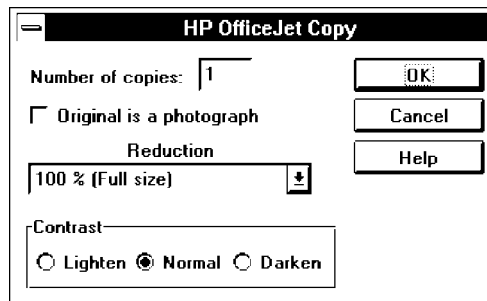 HP OfficeJet Copy
Number of copies: 1
OK
Original is a photograph
Cancel
Reduction
Help
100 % (Full size)
Contrast
Lighten Normal Darken